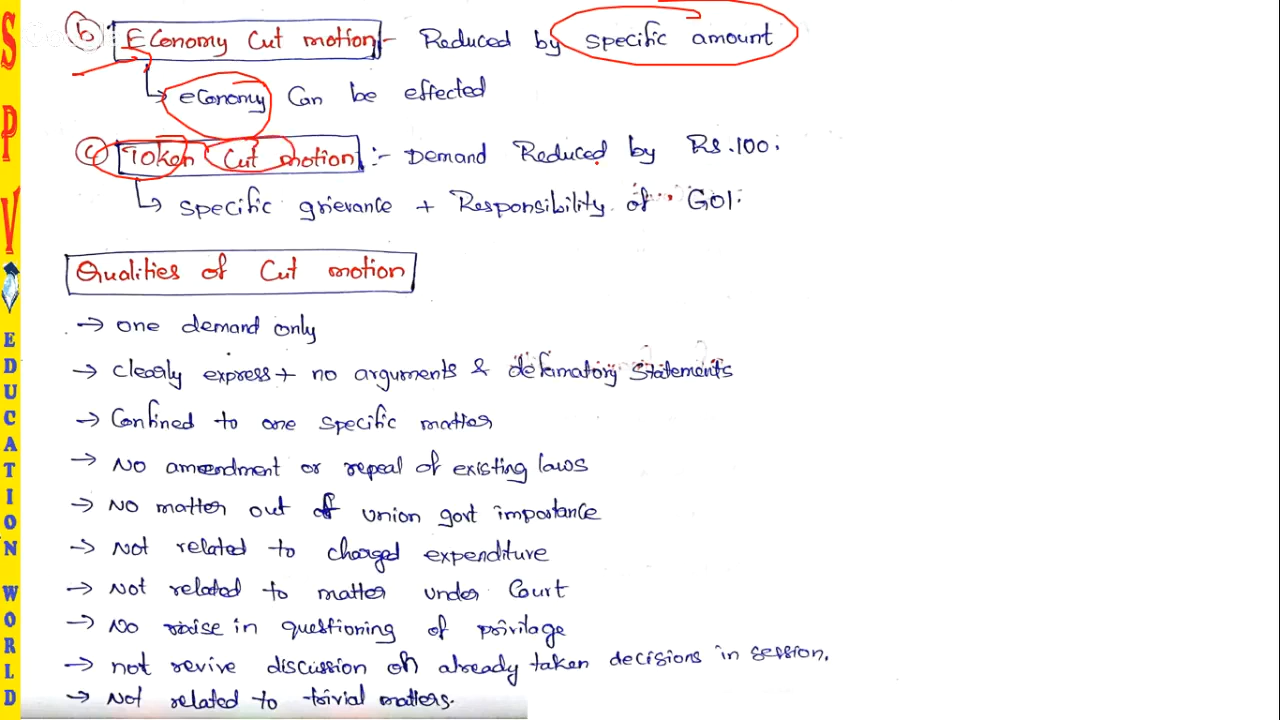 SPV EDUCATION WORLD
b) Economy Cut motion :- Reduced by specific amount
↳ economy Can be effected
c) Token Cut motion :- Demand Reduced by Rs.100.
↳ specific grievance + Responsibility of GOI.
Qualities of Cut motion
→ one demand only
→ clearly express + no arguments & defamatory statements
→ Confined to one specific matter
→ No amendment or repeal of existing laws
→ No matter out of union govt importance
→ Not related to charged expenditure
→ Not related to matter under Court
→ No raise in questioning of privilage
→ not revive discussion on already taken decisions in session.
→ Not related to trivial matters.